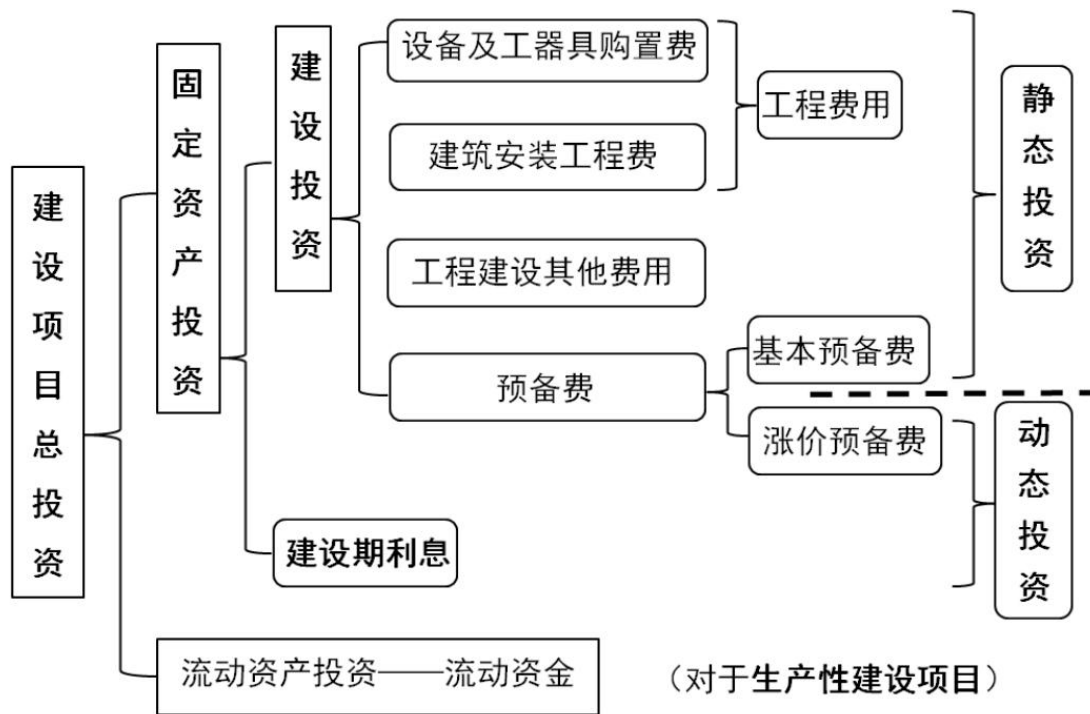 建设项目总投资
固定资产投资
建设投资
设备及工器具购置费
建筑安装工程费
工程费用
工程建设其他费用
预备费
基本预备费
涨价预备费
静态投资
动态投资
建设期利息
流动资产投资——流动资金
（对于生产性建设项目）